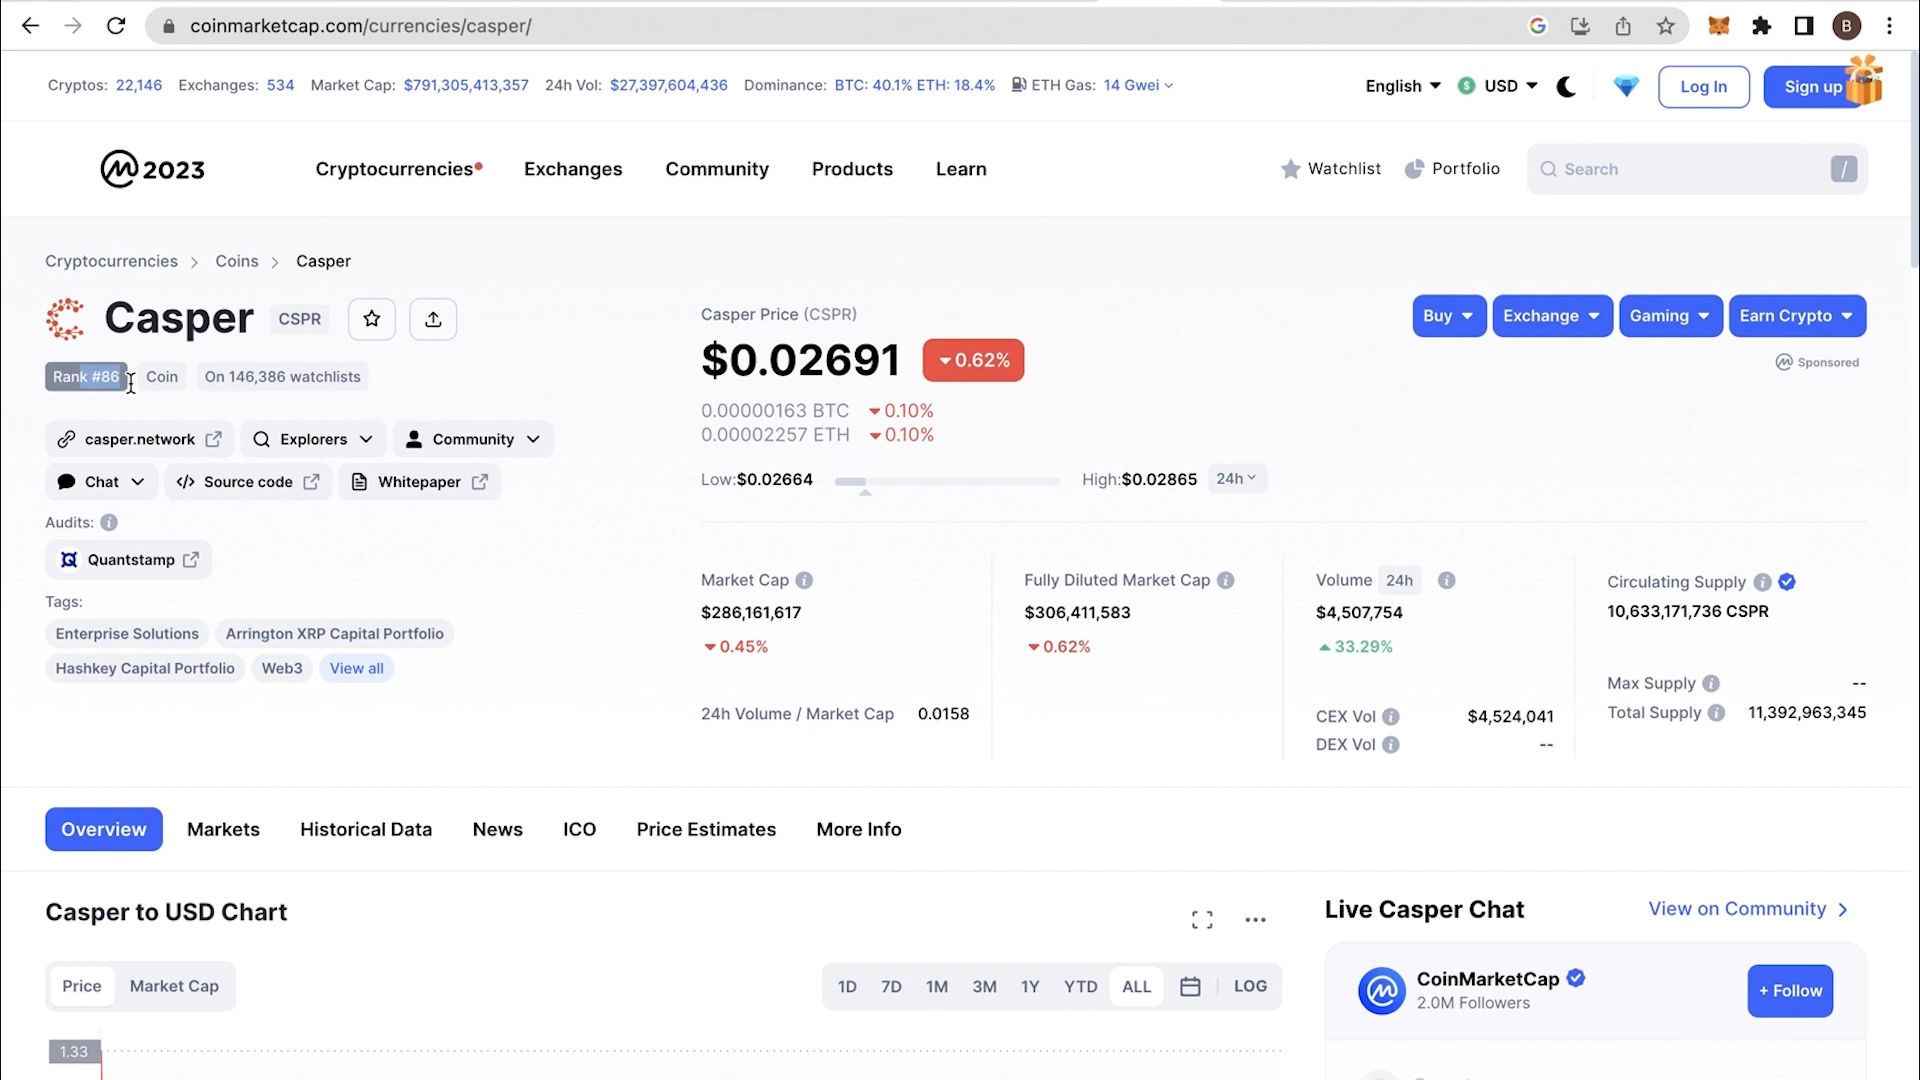 coinmarketcap.com/currencies/casper/
B
Cryptos: 22,146 Exchanges: 534 Market Cap: $791,305,413,357 24h Vol: $27,397,604,436 Dominance: BTC: 40.1% ETH: 18.4% ETH Gas: 14 Gwei
English USD Log In Sign up
2023 Cryptocurrencies Exchanges Community Products Learn Watchlist Portfolio Search /
Cryptocurrencies > Coins > Casper
Casper CSPR
Rank #86 Coin On 146,386 watchlists
casper.network Explorers Community
Chat Source code Whitepaper
Audits:
Quantstamp
Tags:
Enterprise Solutions Arrington XRP Capital Portfolio
Hashkey Capital Portfolio Web3 View all
Casper Price (CSPR)
$0.02691 0.62%
0.00000163 BTC 0.10%
0.00002257 ETH 0.10%
Low:$0.02664 High:$0.02865 24h
Buy Exchange Gaming Earn Crypto
Sponsored
Market Cap
$286,161,617
0.45%
24h Volume / Market Cap 0.0158
Fully Diluted Market Cap
$306,411,583
0.62%
Volume 24h
$4,507,754
33.29%
CEX Vol $4,524,041
DEX Vol --
Circulating Supply
10,633,171,736 CSPR
Max Supply --
Total Supply 11,392,963,345
Overview Markets Historical Data News ICO Price Estimates More Info
Casper to USD Chart
Price Market Cap 1D 7D 1M 3M 1Y YTD ALL LOG
1.33
Live Casper Chat View on Community >
CoinMarketCap
2.0M Followers
+ Follow